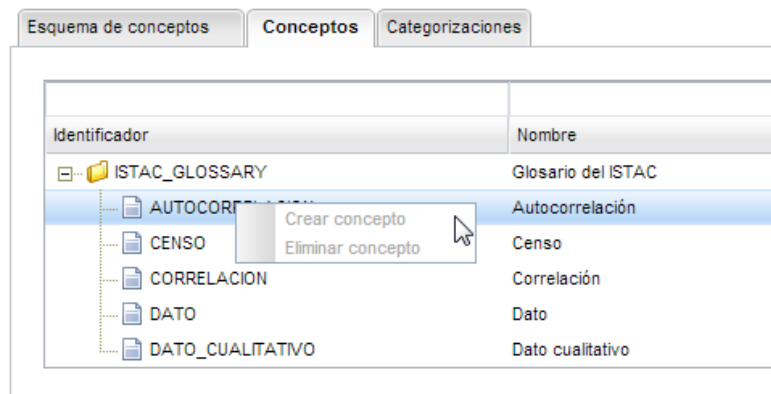 Esquema de conceptos Conceptos Categorizaciones
Identificador Nombre
ISTAC_GLOSSARY Glosario del ISTAC
Autocorrelación
Crear concepto
CENSO Censo
Eliminar concepto
CORRELACION Correlación
DATO Dato
DATO_CUALITATIVO Dato cualitativo